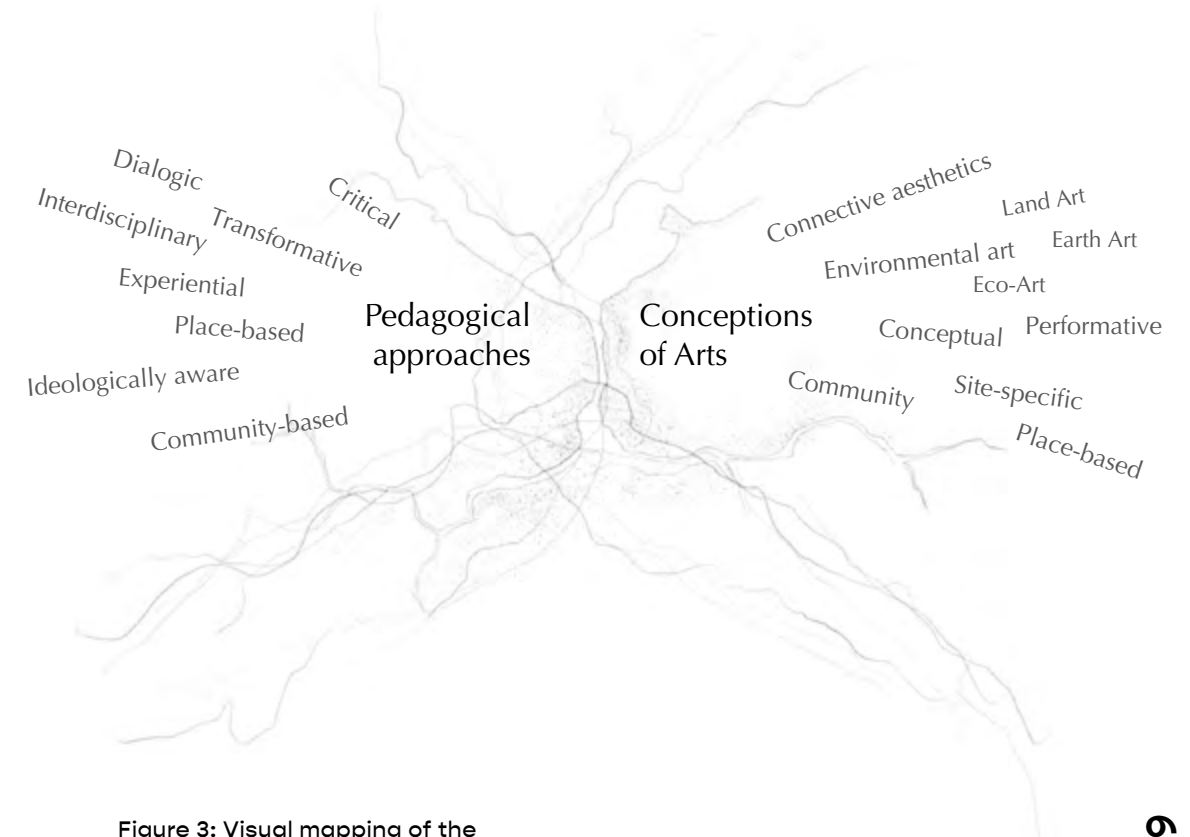 Dialogic
Interdisciplinary
Transformative
Critical
Experiential
Place-based
Ideologically aware
Community-based
Pedagogical
approaches
Conceptions
of Arts
Connective aesthetics
Land Art
Environmental art
Earth Art
Eco-Art
Conceptual
Performative
Community
Site-specific
Place-based
Figure 3: Visual mapping of the